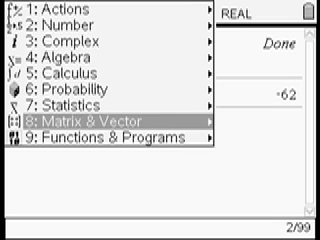 1: Actions
2: Number
3: Complex
4: Algebra
5: Calculus
6: Probability
7: Statistics
8: Matrix & Vector
9: Functions & Programs
REAL
Done
-62
2/99